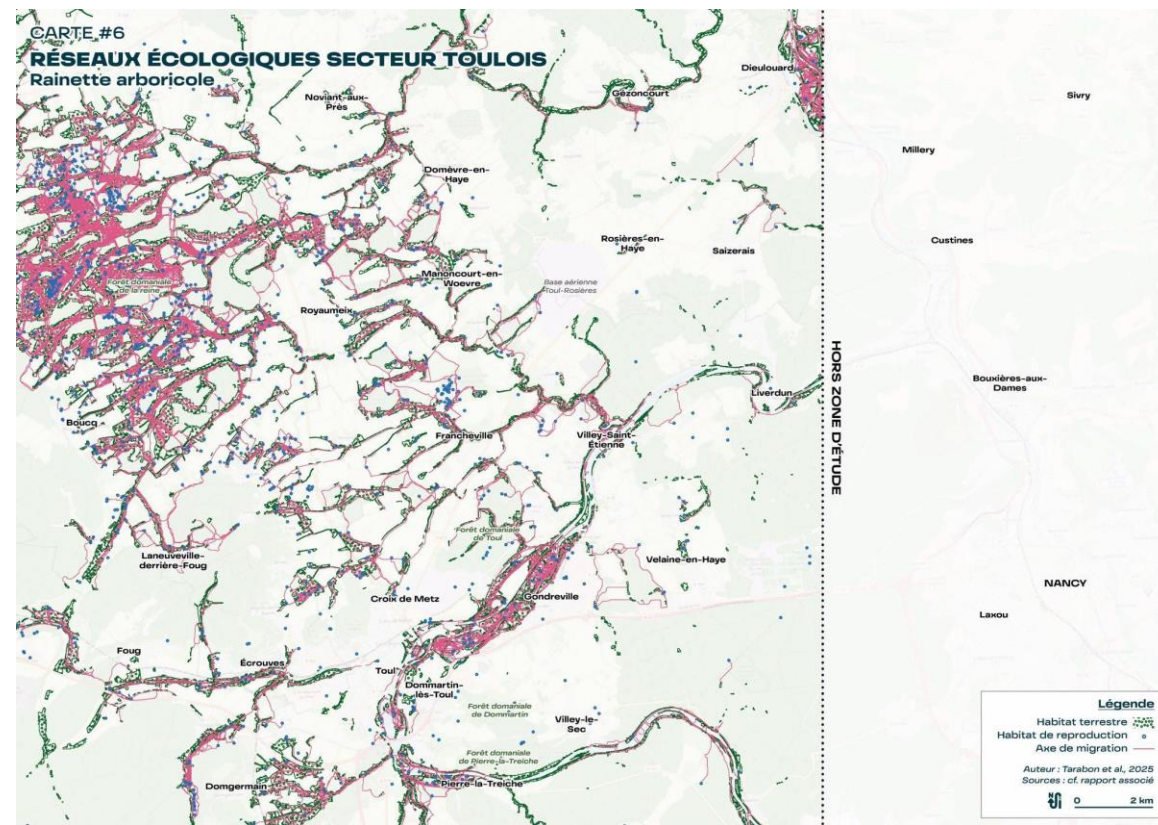 CARTE #6
RÉSEAUX ÉCOLOGIQUES SECTEUR TOULOIS
Rainette arboricole
Dieulouard
Noviant-aux-
Près
Gézoncourt
Sivry
Millery
Domèvre-en-
Haye
Rosières-en-
Haye
Saizerais
Custines
Forêt domaniale
de la reine
Manoncourt-en-
Woevre
Base aérienne
Toul-Rosières
Royaumeix
HORS ZONE D'ÉTUDE
Bouxières-aux-
Dames
Liverdun
Boucq
Francheville
Villey-Saint-
Étienne
Forêt domaniale
de Toul
Laneuveville-
derrière-Foug
Velaine-en-Haye
Croix de Metz
Gondreville
NANCY
Laxou
Foug
Écrouves
Toul
Dommartin-
lès-Toul
Forêt domaniale
de Dommartin
Villey-le-
Sec
Forêt domaniale
de Pierre-la-Treiche
Domgermain
Pierre-la-Treiche
Légende
Habitat terrestre
Habitat de reproduction
Axe de migration
Auteur : Tarabon et al., 2025
Sources : cf. rapport associé
N
0 2 km